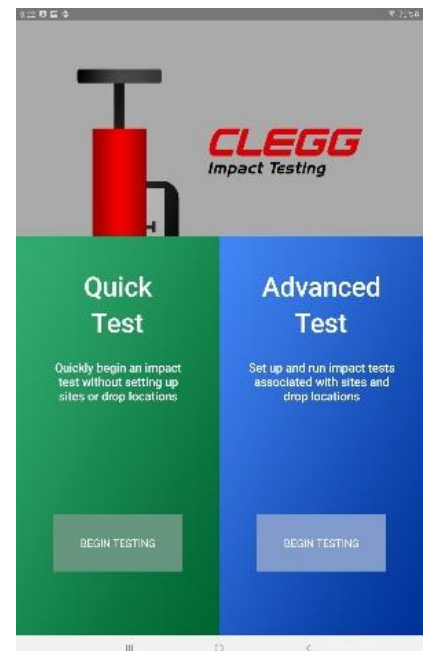 CLEGG
Impact Testing
Quick
Test
Quickly begin an impact
test without setting up
sites or drop locations
BEGIN TESTING
Advanced
Test
Set up and run impact tests
associated with sites and
drop locations
BEGIN TESTING